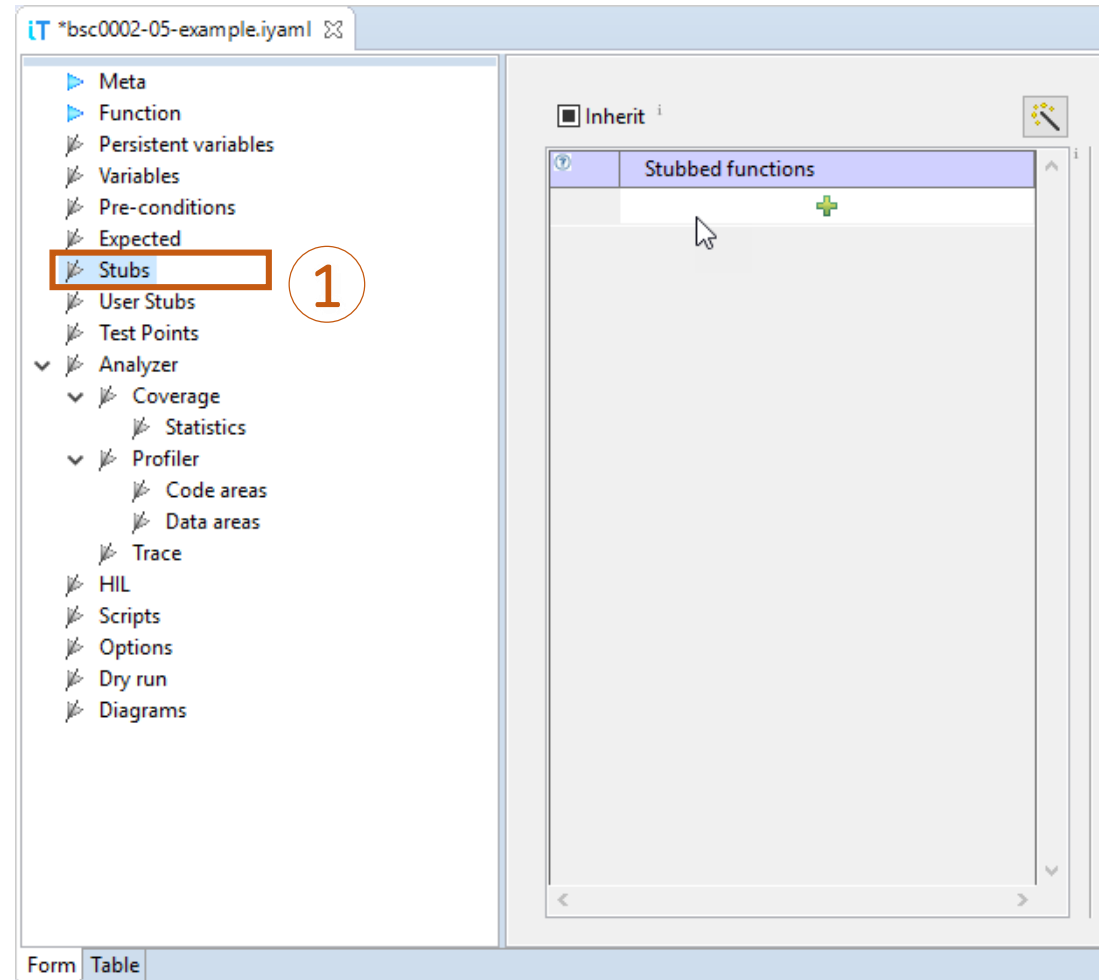 iT *bsc0002-05-example.iyaml
Meta
Function
Persistent variables
Variables
Pre-conditions
Expected
Stubs
1
User Stubs
Test Points
Analyzer
Coverage
Statistics
Profiler
Code areas
Data areas
Trace
HIL
Scripts
Options
Dry run
Diagrams
Inherit i
? Stubbed functions i
Form Table